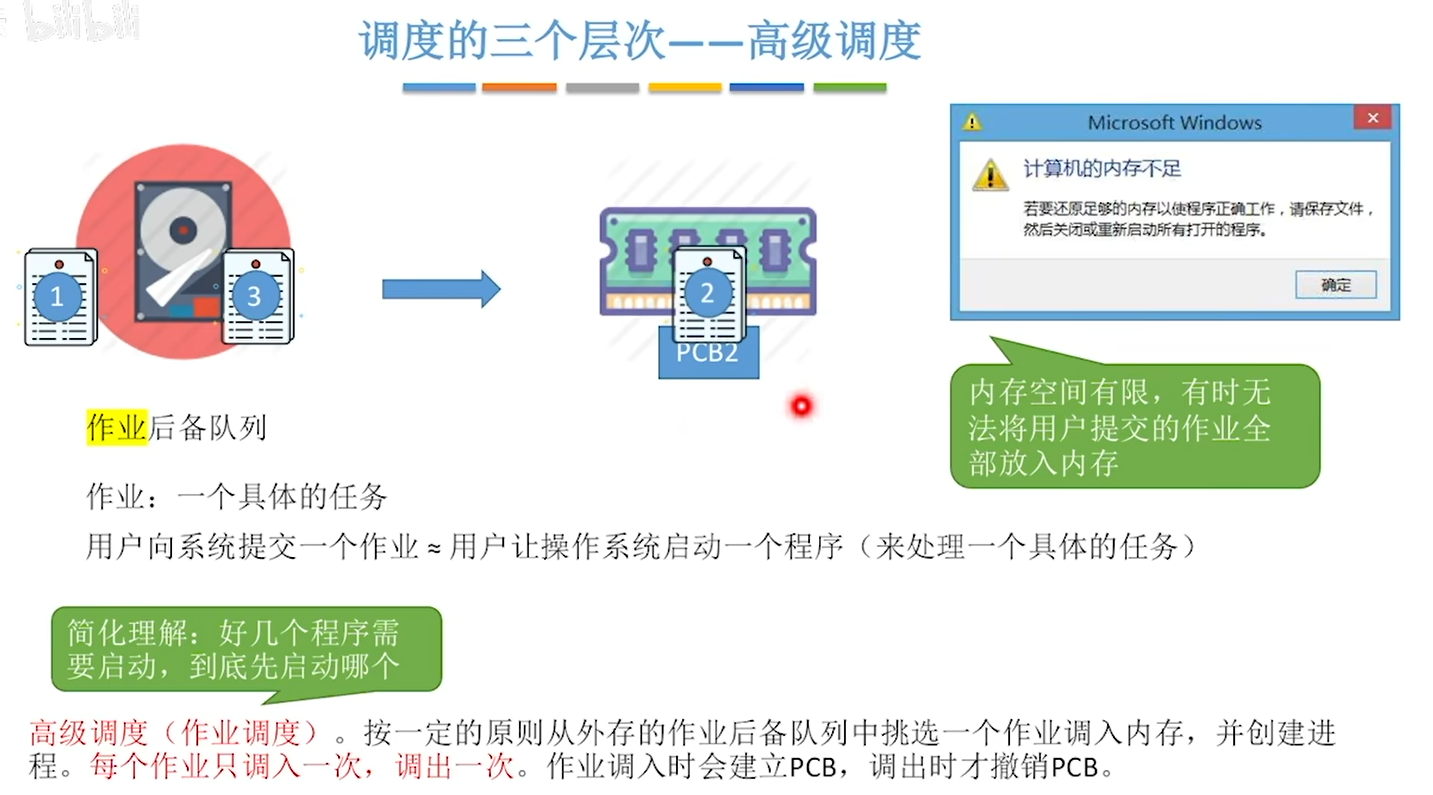 bilibili
调度的三个层次——高级调度
Microsoft Windows
计算机的内存不足
若要还原足够的内存以使程序正确工作，请保存文件，
然后关闭或重新启动所有打开的程序。
确定
1
3
2
PCB2
内存空间有限，有时无
法将用户提交的作业全
部放入内存
作业后备队列
作业：一个具体的任务
用户向系统提交一个作业 ≈ 用户让操作系统启动一个程序（来处理一个具体的任务）
简化理解：好几个程序需
要启动，到底先启动哪个
高级调度（作业调度）。按一定的原则从外存的作业后备队列中挑选一个作业调入内存，并创建进
程。每个作业只调入一次，调出一次。作业调入时会建立PCB，调出时才撤销PCB。